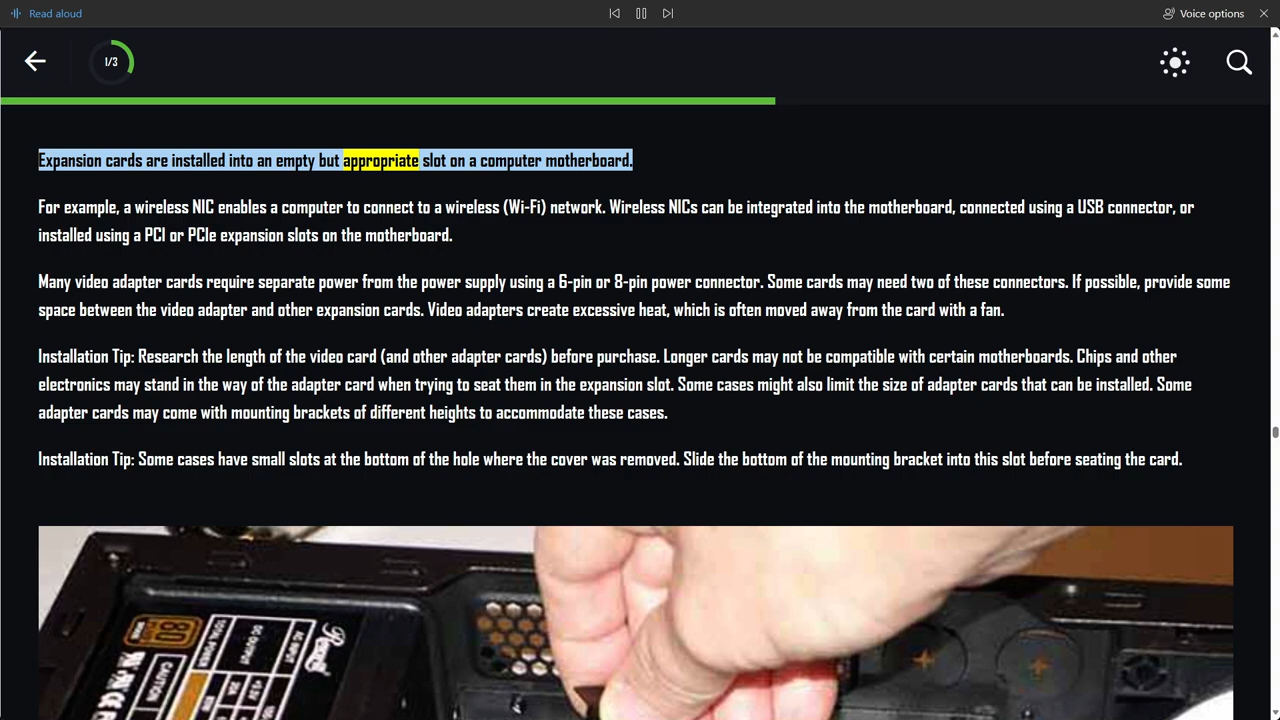 Read aloud
Voice options
1/3
Expansion cards are installed into an empty but appropriate slot on a computer motherboard.
For example, a wireless NIC enables a computer to connect to a wireless (Wi-Fi) network. Wireless NICs can be integrated into the motherboard, connected using a USB connector, or
installed using a PCI or PCIe expansion slots on the motherboard.
Many video adapter cards require separate power from the power supply using a 6-pin or 8-pin power connector. Some cards may need two of these connectors. If possible, provide some
space between the video adapter and other expansion cards. Video adapters create excessive heat, which is often moved away from the card with a fan.
Installation Tip: Research the length of the video card (and other adapter cards) before purchase. Longer cards may not be compatible with certain motherboards. Chips and other
electronics may stand in the way of the adapter card when trying to seat them in the expansion slot. Some cases might also limit the size of adapter cards that can be installed. Some
adapter cards may come with mounting brackets of different heights to accommodate these cases.
Installation Tip: Some cases have small slots at the bottom of the hole where the cover was removed. Slide the bottom of the mounting bracket into this slot before seating the card.
80
CAUTION
TOTAL POWER
DC OUTPUT
AC INPUT